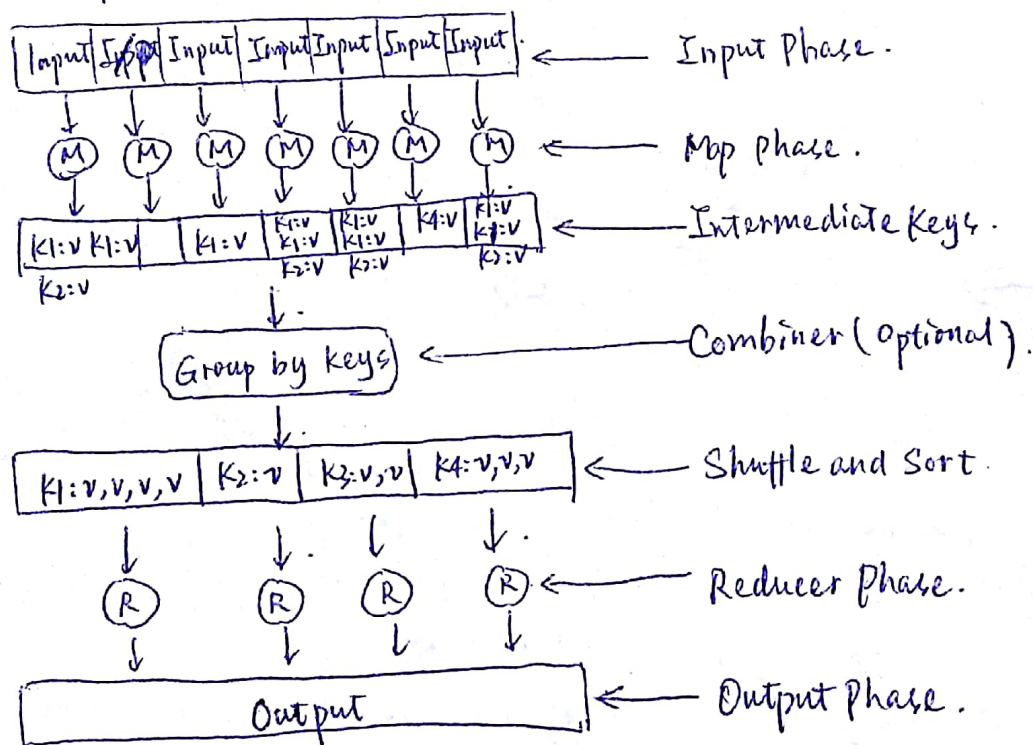 Input Input Input Input Input Input Input Input Phase.
M M M M M M M Map Phase.
K1:v K1:v K1:v K1:v K1:v K4:v K1:v Intermediate Keys.
K1:v K1:v
K2:v K2:v K2:v
Group by Keys Combiner (Optional).
K1:v,v,v,v K2:v K3:v,v K4:v,v,v Shuffle and Sort.
R R R R Reducer Phase.
Output Output Phase.